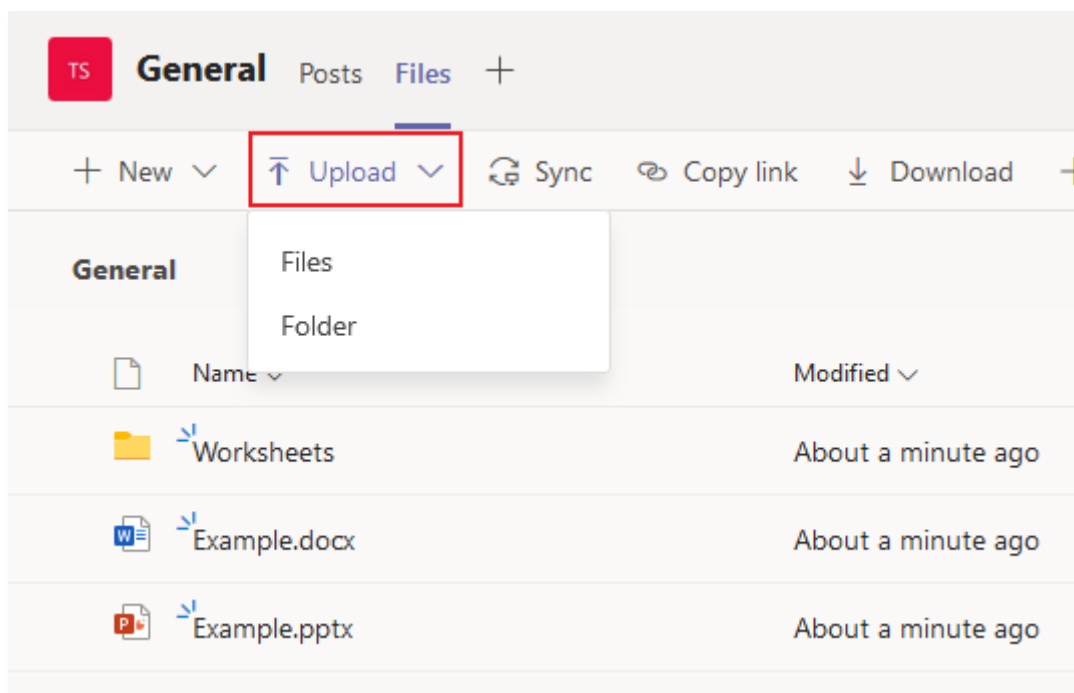 TS General Posts Files
New Upload Sync Copy link Download
General
Files
Folder
Name Modified
Worksheets About a minute ago
Example.docx About a minute ago
Example.pptx About a minute ago